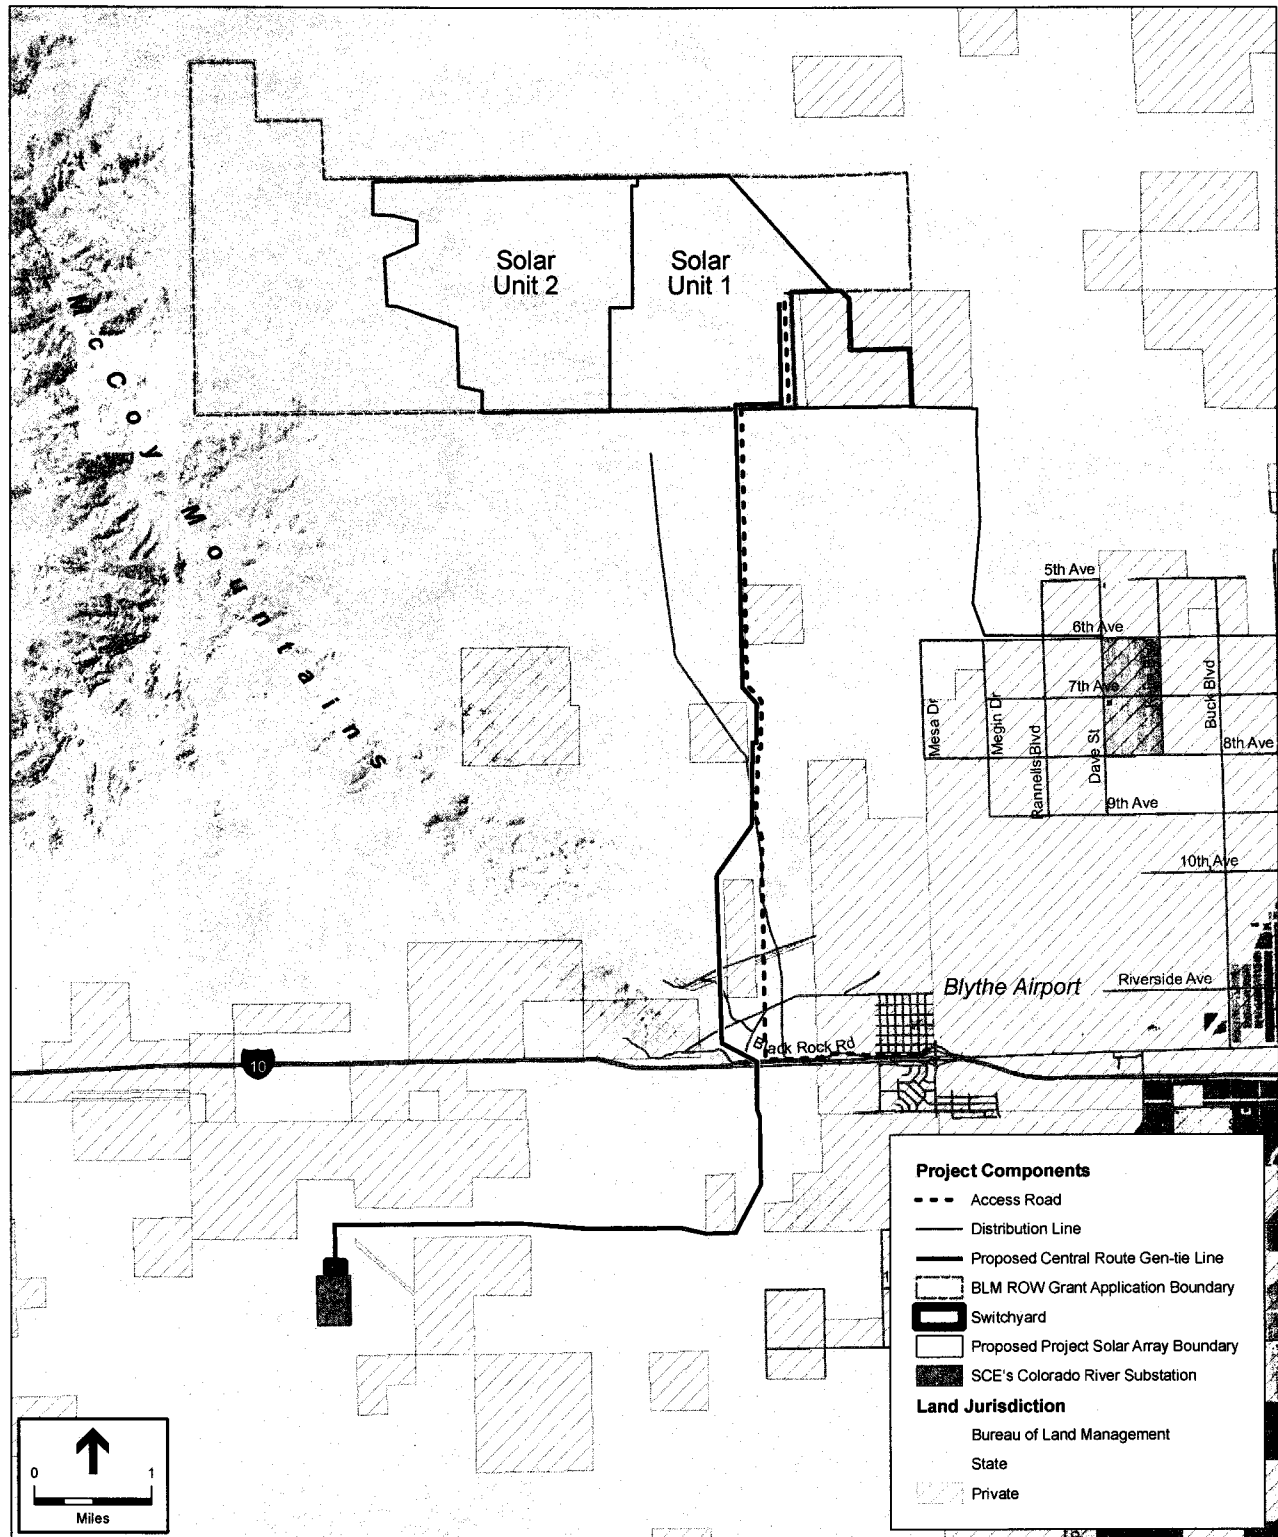 Solar
Unit 2
Solar
Unit 1
McCoy Mountains
5th Ave
6th Ave
7th Ave
Mesa Dr
Megin Dr
Rannells Blvd
Dave St
Buck Blvd
8th Ave
9th Ave
10th Ave
Blythe Airport
Riverside Ave
Black Rock Rd
10
Project Components
Access Road
Distribution Line
Proposed Central Route Gen-tie Line
BLM ROW Grant Application Boundary
Switchyard
Proposed Project Solar Array Boundary
SCE's Colorado River Substation
Land Jurisdiction
Bureau of Land Management
State
Private
0 1
Miles